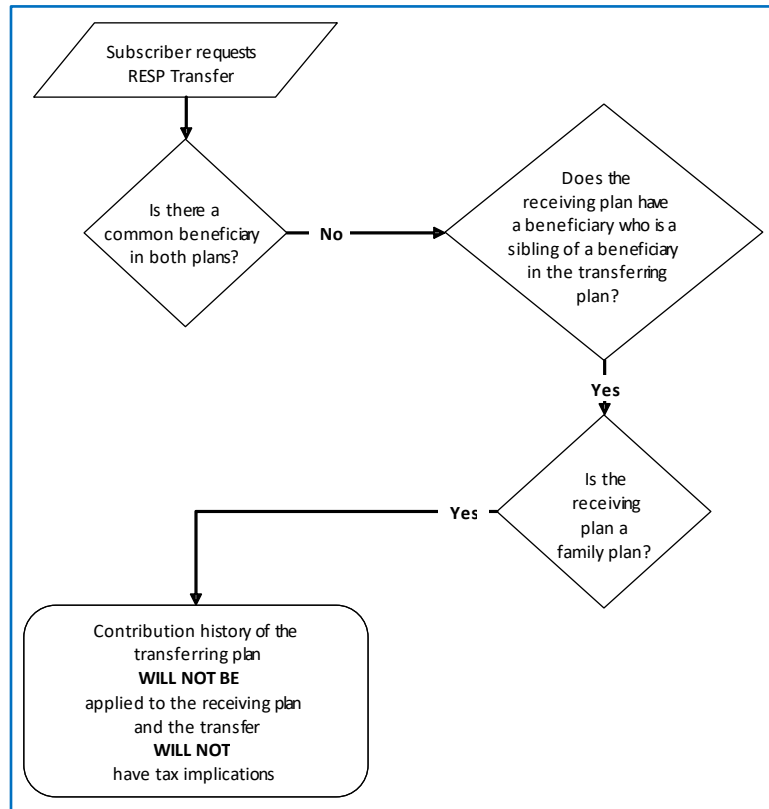 Subscriber requests
RESP Transfer
Is there a
common beneficiary
in both plans?
No
Does the
receiving plan have
a beneficiary who is a
sibling of a beneficiary
in the transferring
plan?
Yes
Is the
receiving
plan a
family plan?
Yes
Contribution history of the
transferring plan
WILL NOT BE
applied to the receiving plan
and the transfer
WILL NOT
have tax implications